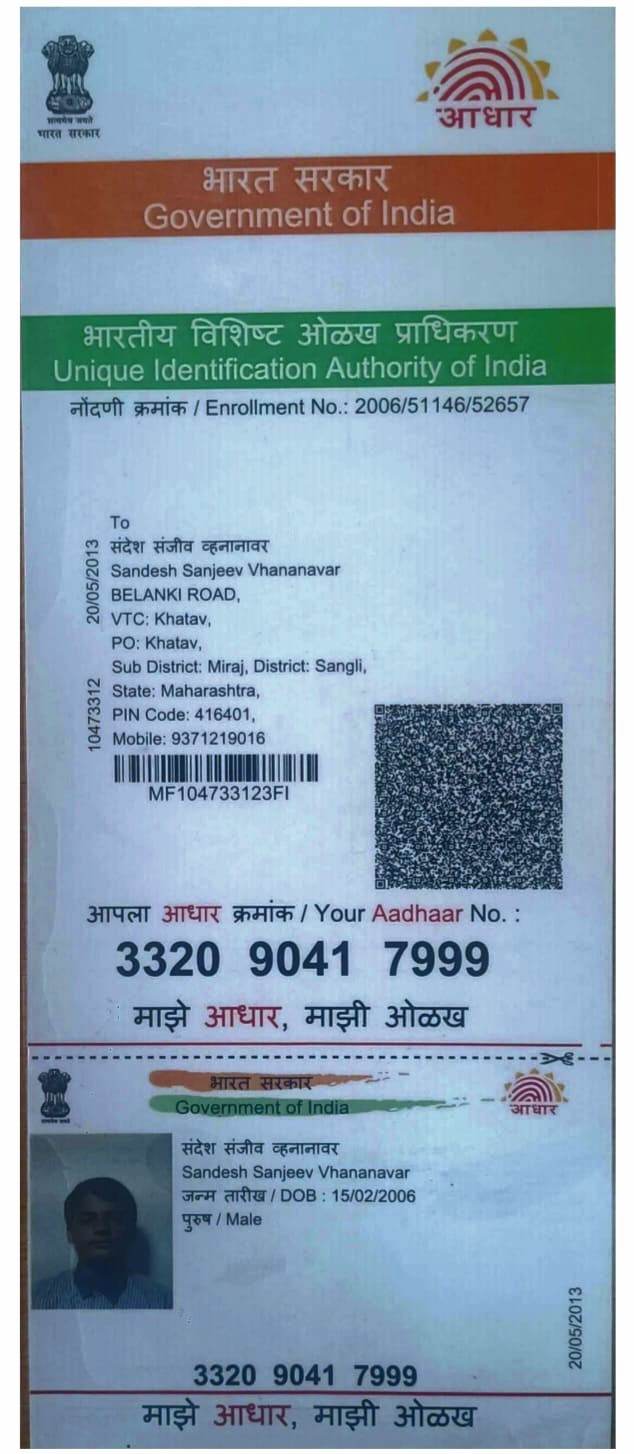 सत्यमेव जयते
भारत सरकार
आधार
भारत सरकार
Government of India
भारतीय विशिष्ट ओळख प्राधिकरण
Unique Identification Authority of India
नोंदणी क्रमांक / Enrollment No.: 2006/51146/52657
To
संदेश संजीव व्हनानावर
Sandesh Sanjeev Vhananavar
BELANKI ROAD,
VTC: Khatav,
PO: Khatav,
Sub District: Miraj, District: Sangli,
State: Maharashtra,
PIN Code: 416401,
Mobile: 9371219016
20/05/2013
10473312
MF104733123FI
आपला आधार क्रमांक / Your Aadhaar No. :
3320 9041 7999
माझे आधार, माझी ओळख
भारत सरकार
Government of India
आधार
संदेश संजीव व्हनानावर
Sandesh Sanjeev Vhananavar
जन्म तारीख / DOB : 15/02/2006
पुरुष / Male
20/05/2013
3320 9041 7999
माझे आधार, माझी ओळख